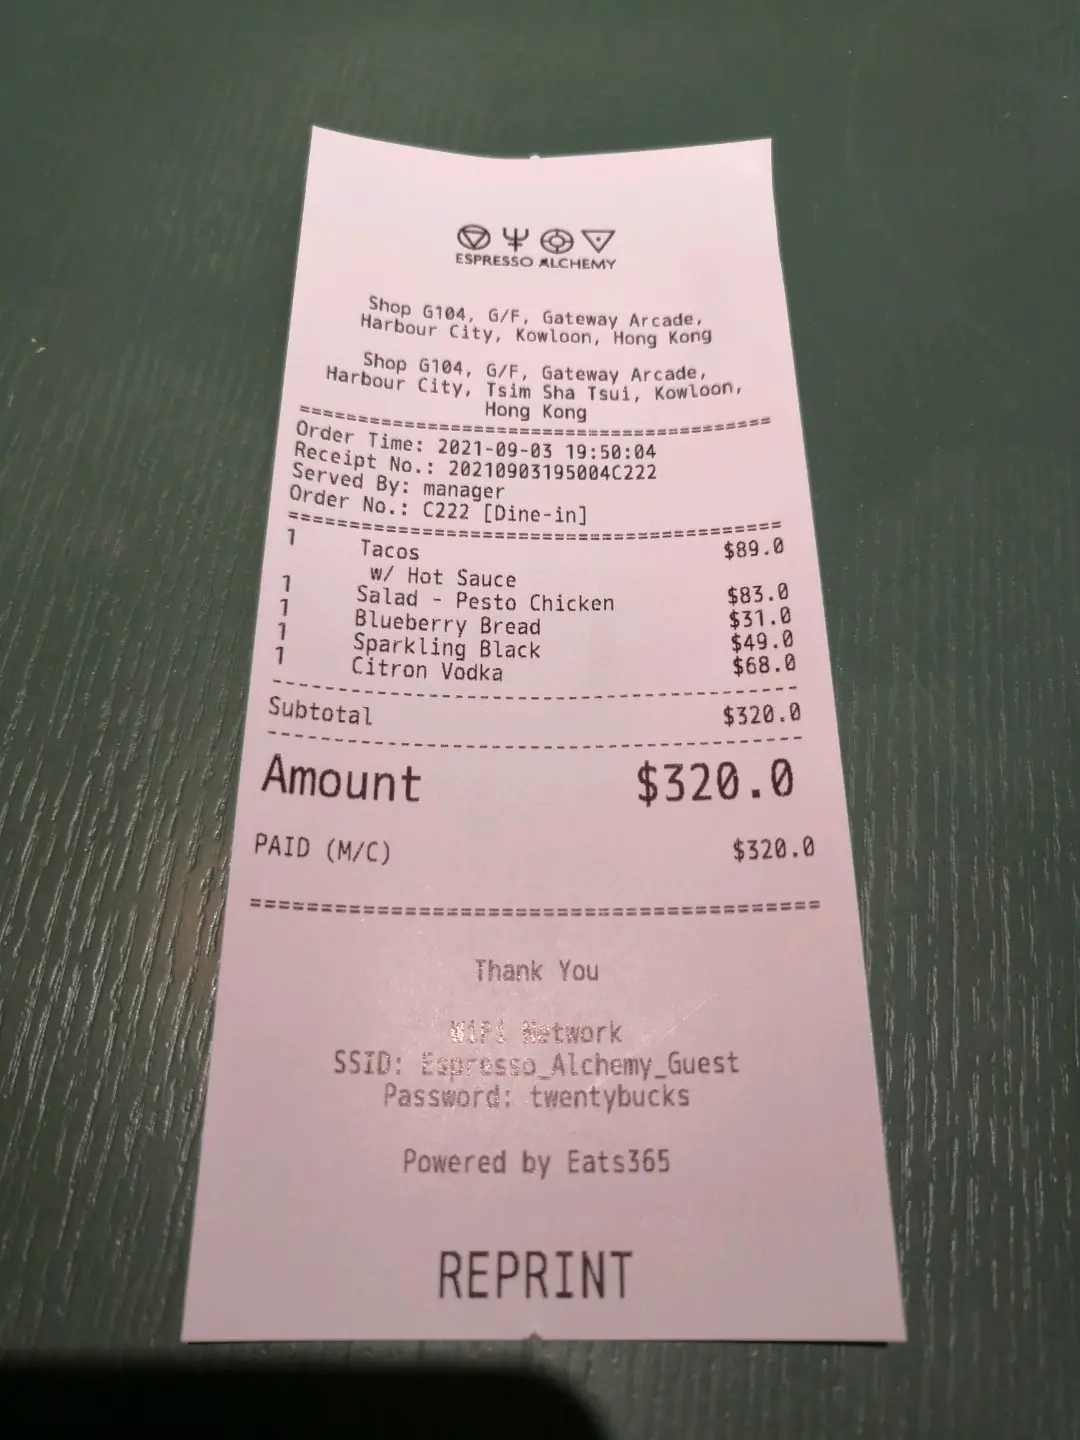 ESPRESSO ALCHEMY
Shop G104, G/F, Gateway Arcade,
Harbour City, Kowloon, Hong Kong
Shop G104, G/F, Gateway Arcade,
Harbour City, Tsim Sha Tsui, Kowloon,
Hong Kong
========================================
Order Time: 2021-09-03 19:50:04
Receipt No.: 20210903195004C222
Served By: manager
Order No.: C222 [Dine-in]
========================================
1 Tacos $89.0
w/ Hot Sauce
1 Salad - Pesto Chicken $83.0
1 Blueberry Bread $31.0
1 Sparkling Black $49.0
1 Citron Vodka $68.0
----------------------------------------
Subtotal $320.0
----------------------------------------
Amount $320.0
PAID (M/C) $320.0
========================================
Thank You
WiFi Network
SSID: Espresso_Alchemy_Guest
Password: twentybucks
Powered by Eats365
REPRINT